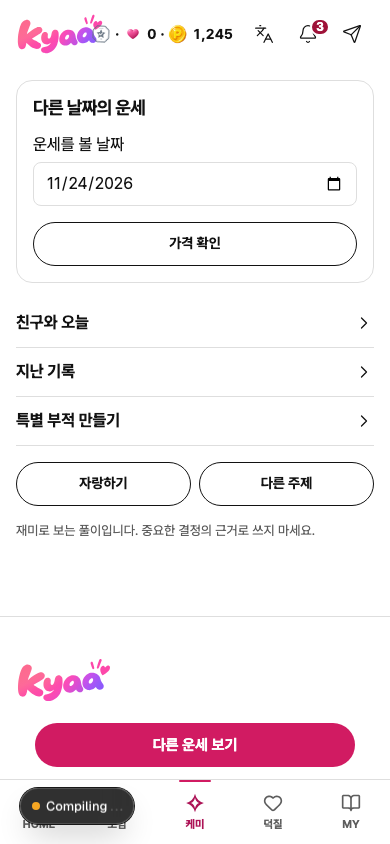 kyaa · 0 · P 1,245 3
다른 날짜의 운세
운세를 볼 날짜
11/24/2026
가격 확인
친구와 오늘
지난 기록
특별 부적 만들기
자랑하기 다른 주제
재미로 보는 풀이입니다. 중요한 결정의 근거로 쓰지 마세요.
kyaa
다른 운세 보기
Compiling ...
HOME 케미 덕질 MY